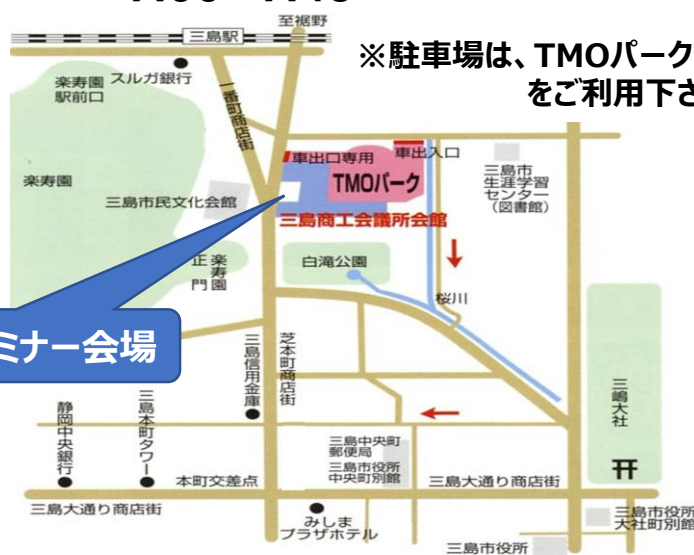 至裾野
三島駅
※駐車場は、TMOパーク
をご利用下さ
スルガ銀行
楽寿園
駅前口
一番町商店街
車出口専用
車出入口
TMOパーク
三島市
生涯学習
センター
（図書館）
楽寿園
三島市民文化会館
三島商工会議所会館
楽寿園
正門
白滝公園
桜川
ミナー会場
三島信用金庫
芝本町商店街
三嶋大社
静岡中央銀行
三島本町タワー
三島中央町
郵便局
三島市役所
中央町別館
本町交差点
三島大通り商店街
三島大通り商店街
みしま
プラザホテル
三島市役所
大社町別館
三島市役所